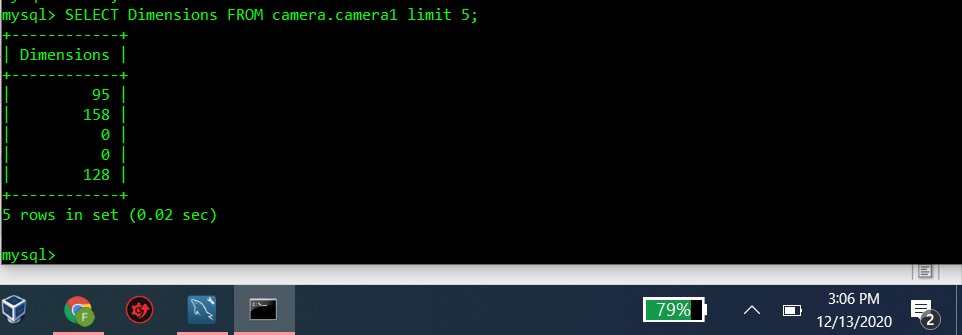 mysql> SELECT Dimensions FROM camera.camera1 limit 5;
+------------+
| Dimensions |
+------------+
|         95 |
|        158 |
|          0 |
|          0 |
|        128 |
+------------+
5 rows in set (0.02 sec)
mysql>
F
79%
3:06 PM
12/13/2020
2